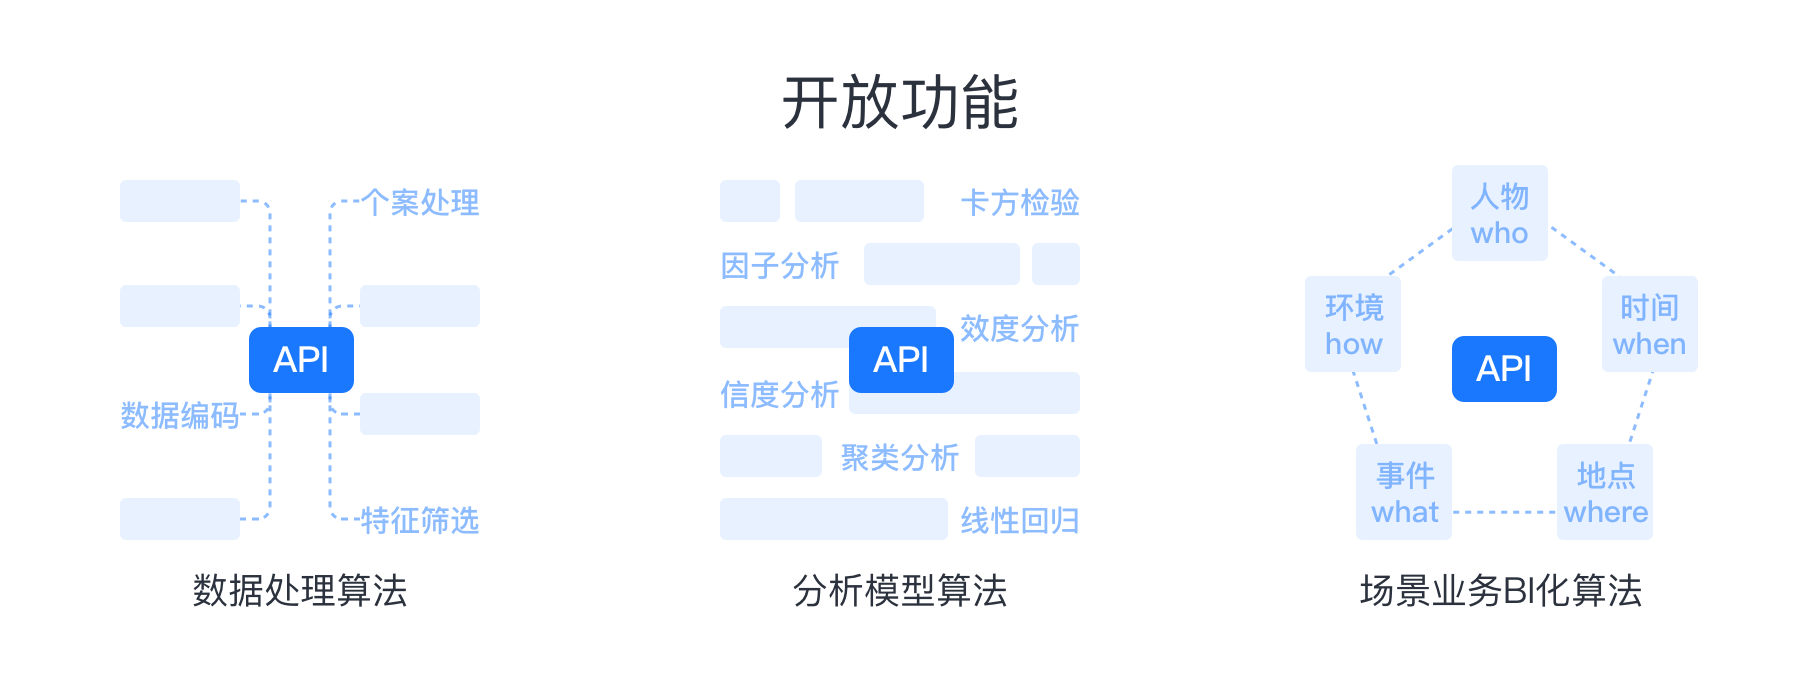 开放功能
个案处理
API
数据编码
特征筛选
数据处理算法
卡方检验
因子分析
效度分析
API
信度分析
聚类分析
线性回归
分析模型算法
人物
who
环境
how
时间
when
API
事件
what
地点
where
场景业务BI化算法